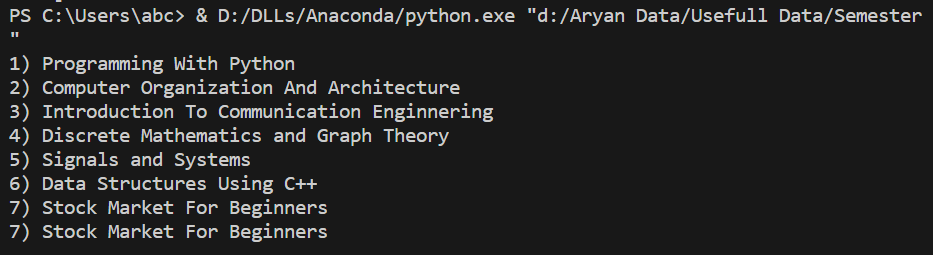 PS C:\Users\abc> & D:/DLLs/Anaconda/python.exe "d:/Aryan Data/Usefull Data/Semester
"
1) Programming With Python
2) Computer Organization And Architecture
3) Introduction To Communication Enginnering
4) Discrete Mathematics and Graph Theory
5) Signals and Systems
6) Data Structures Using C++
7) Stock Market For Beginners
7) Stock Market For Beginners